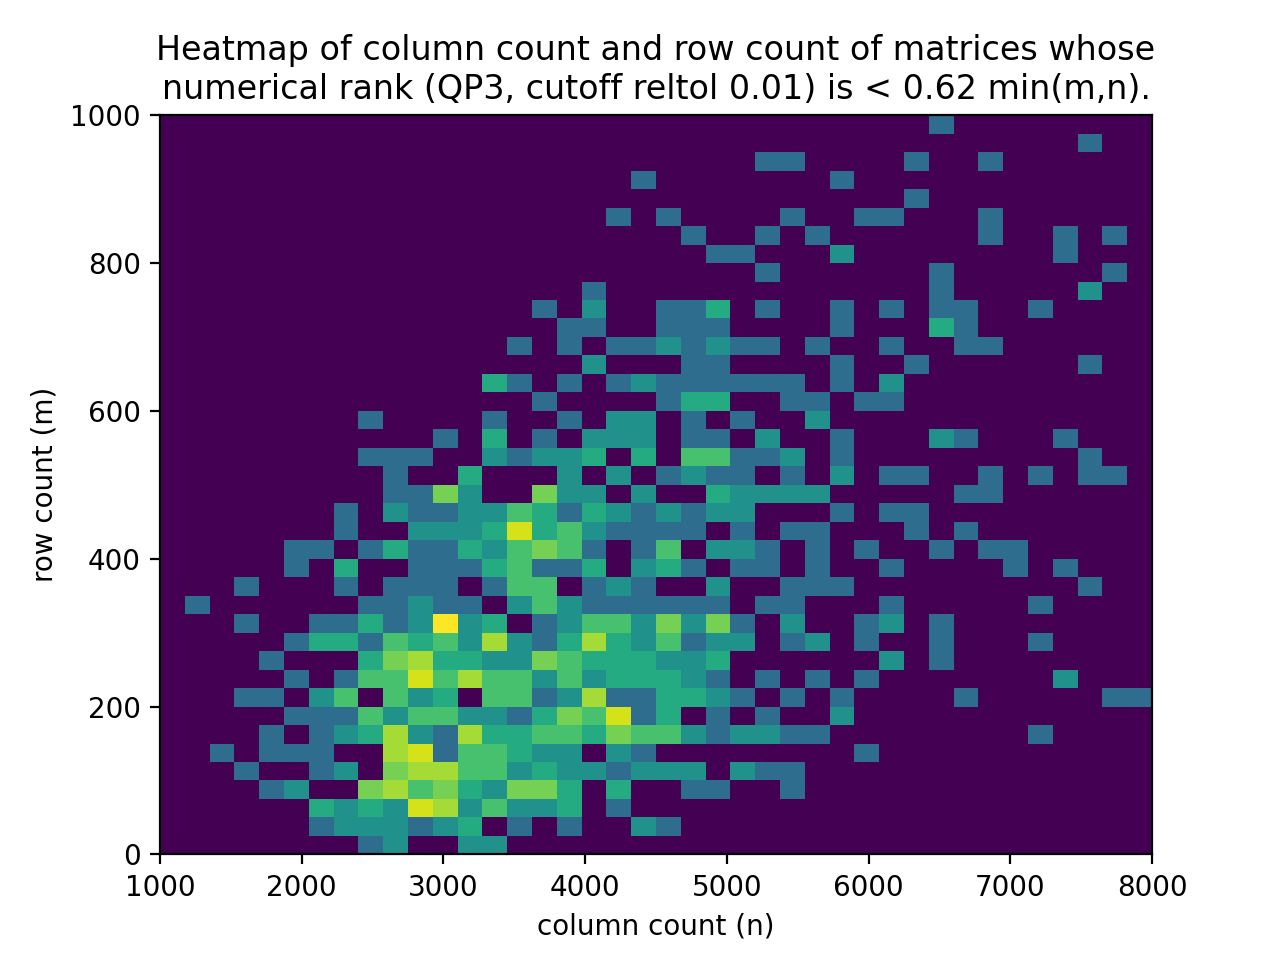 Heatmap of column count and row count of matrices whose
numerical rank (QP3, cutoff reltol 0.01) is < 0.62 min(m,n).
1000
800
600
400
200
0
row count (m)
1000 2000 3000 4000 5000 6000 7000 8000
column count (n)